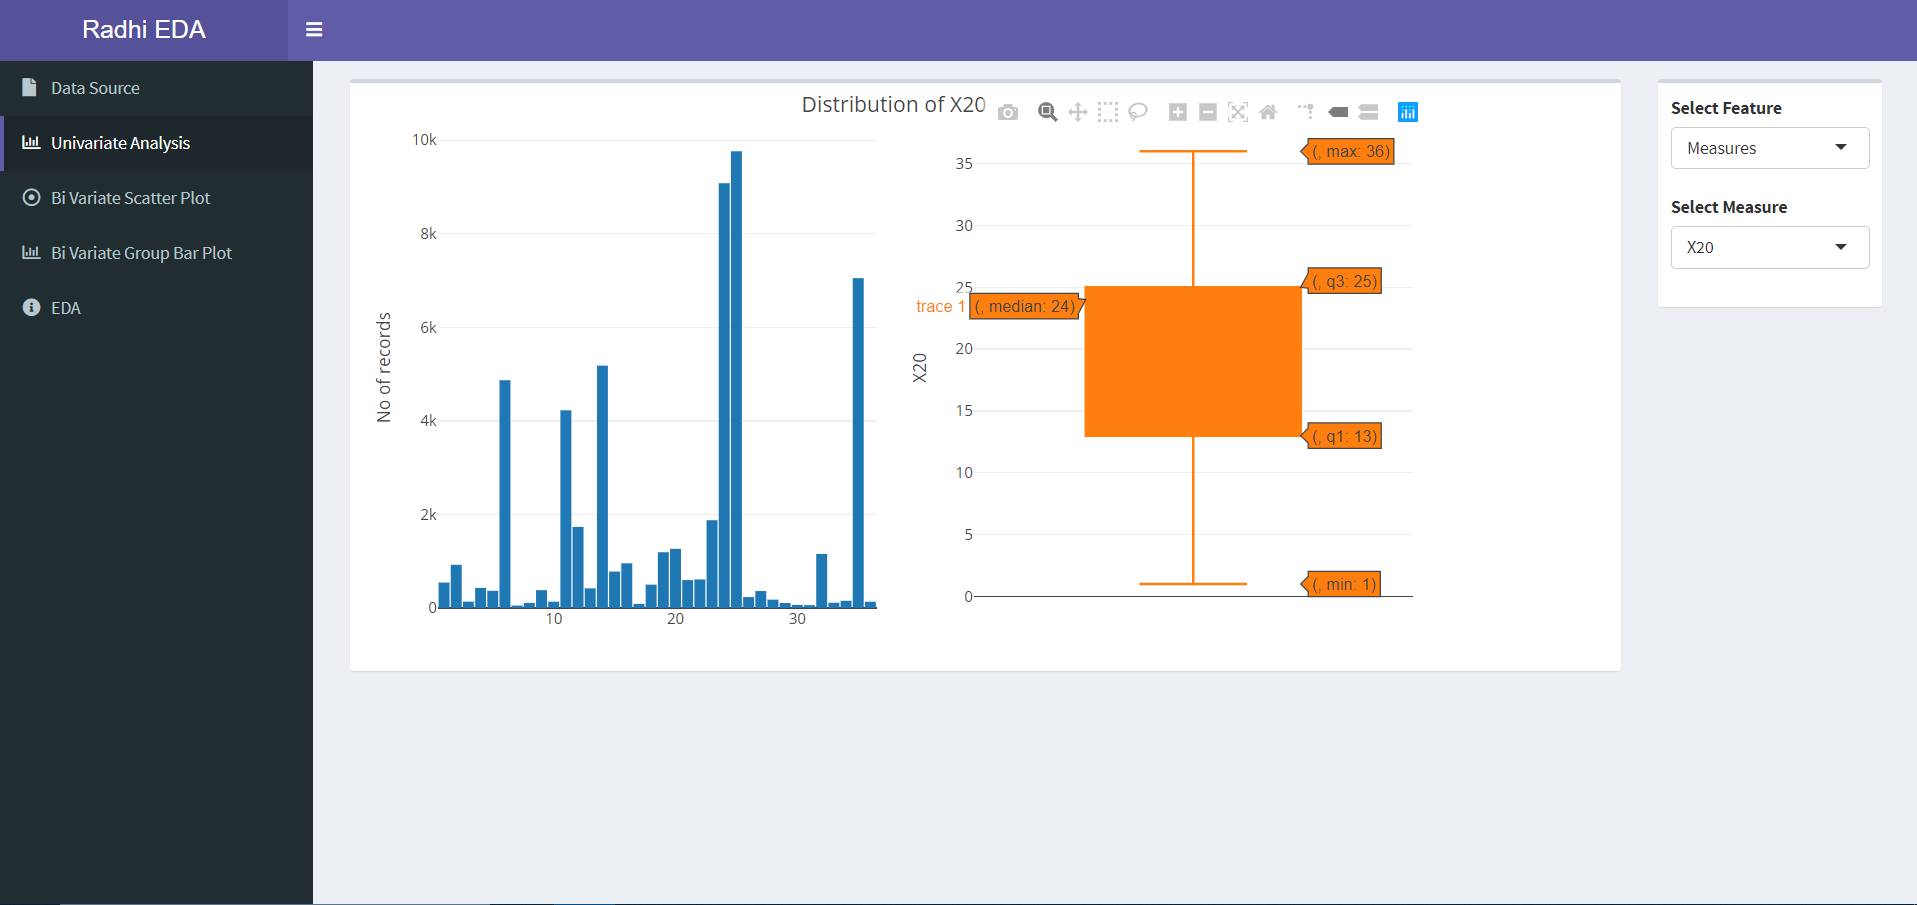 Radhi EDA
Data Source
Univariate Analysis
Bi Variate Scatter Plot
Bi Variate Group Bar Plot
EDA
Distribution of X20
No of records
10k
8k
6k
4k
2k
0
10
20
30
X20
35
30
25
20
15
10
5
0
(, max: 36)
(, q3: 25)
trace 1
(, median: 24)
(, q1: 13)
(, min: 1)
Select Feature
Measures
Select Measure
X20